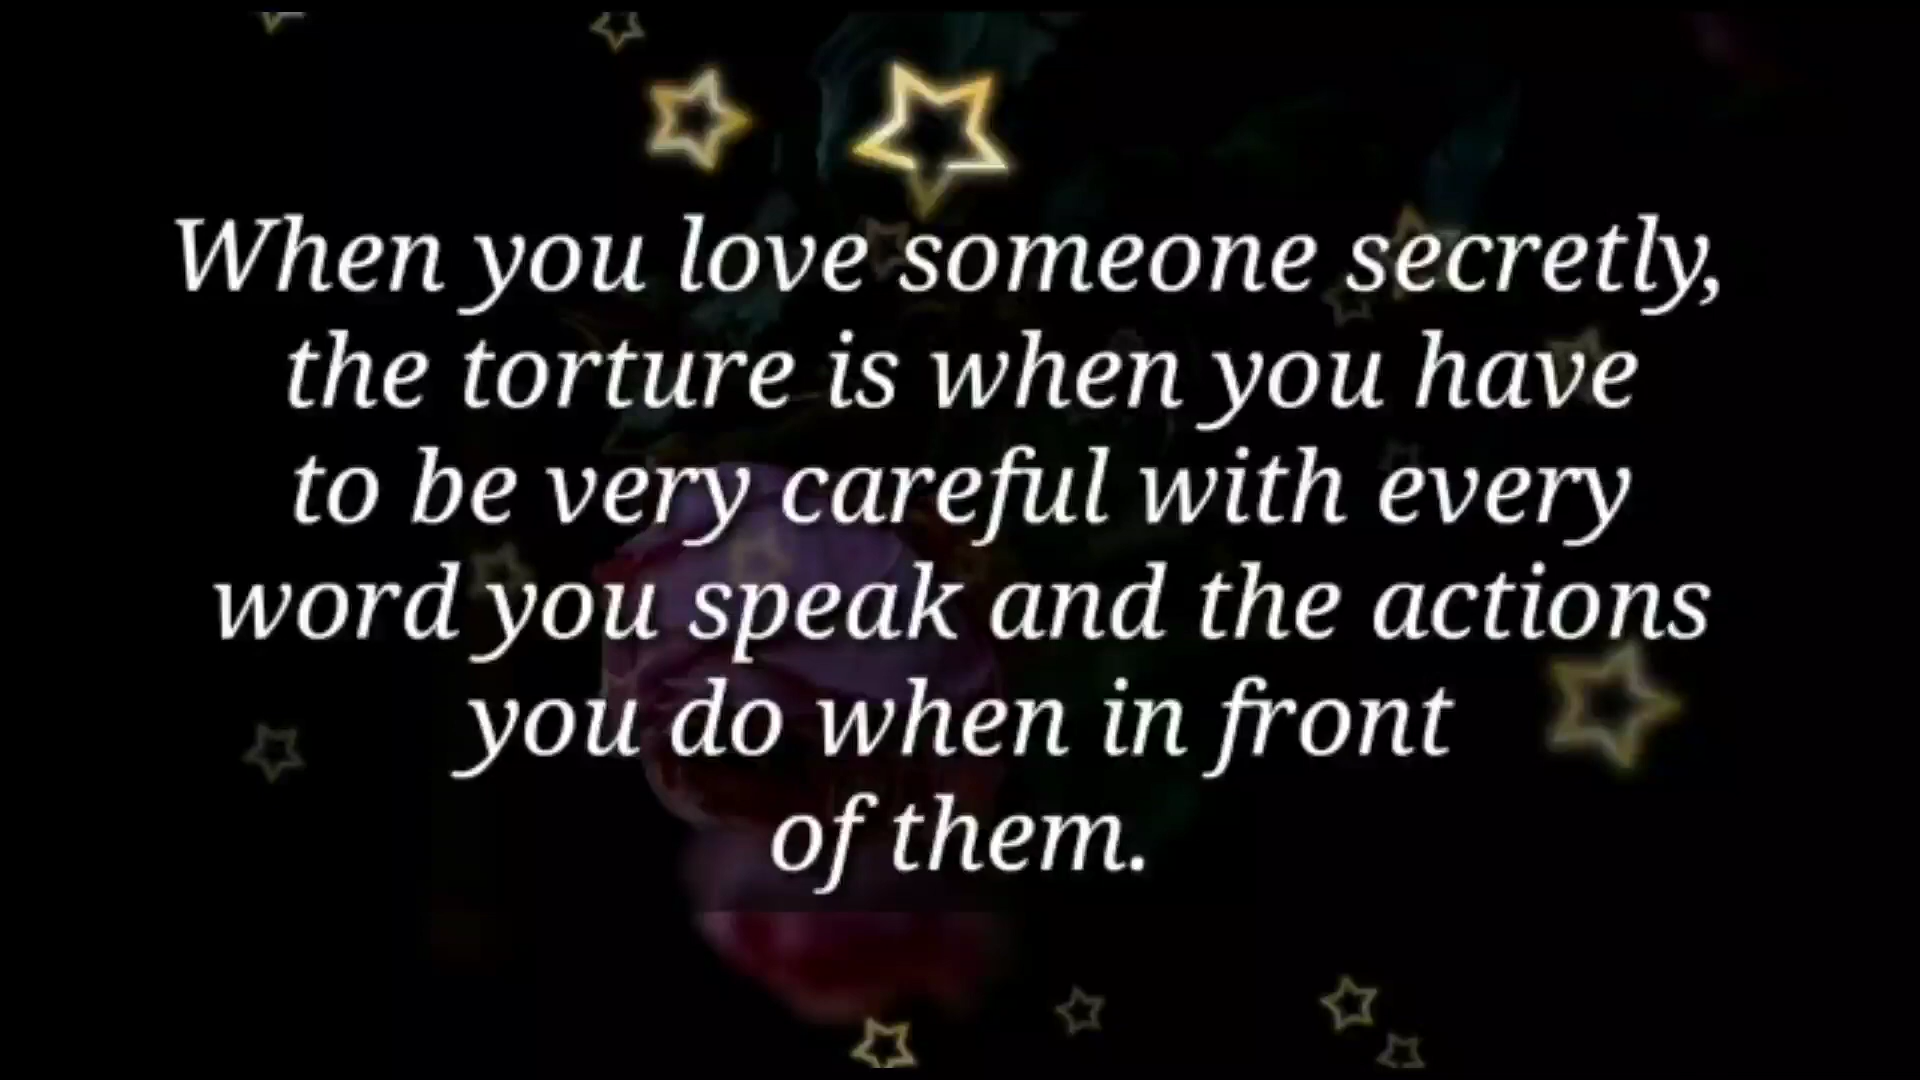 When you love someone secretly,
the torture is when you have
to be very careful with every
word you speak and the actions
you do when in front
of them.